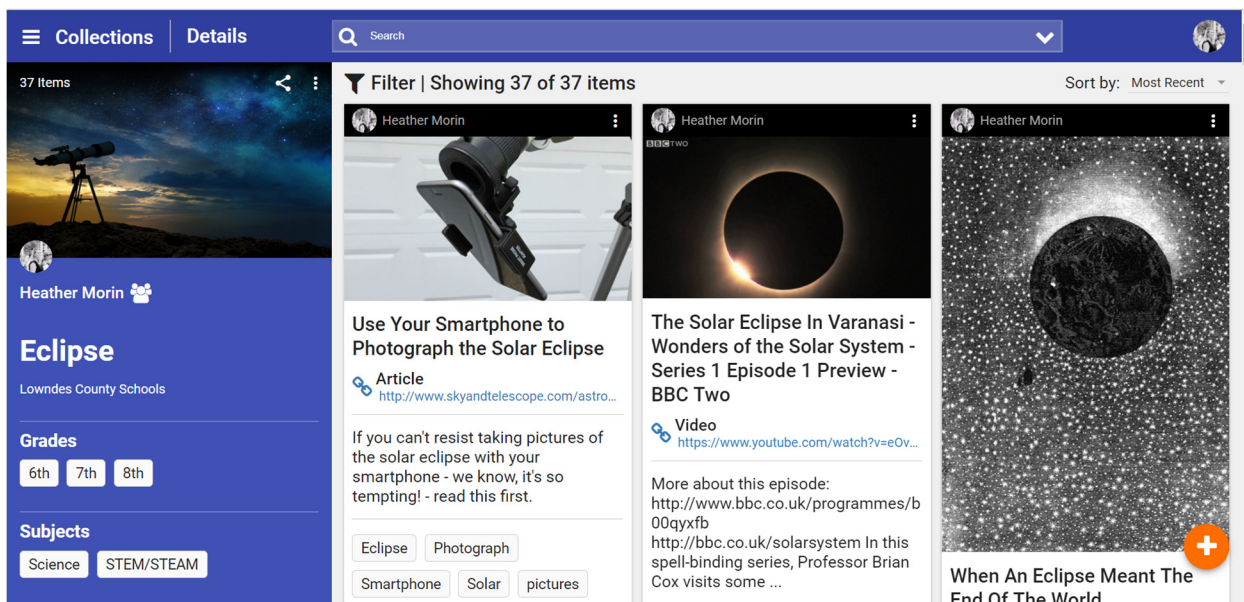 Collections
Details
Search
37 Items
Heather Morin
Eclipse
Lowndes County Schools
Grades
6th
7th
8th
Subjects
Science
STEM/STEAM
Filter | Showing 37 of 37 items
Sort by: Most Recent
Heather Morin
Use Your Smartphone to
Photograph the Solar Eclipse
Article
http://www.skyandtelescope.com/astro...
If you can't resist taking pictures of
the solar eclipse with your
smartphone - we know, it's so
tempting! - read this first.
Eclipse
Photograph
Smartphone
Solar
pictures
Heather Morin
BBC TWO
The Solar Eclipse In Varanasi -
Wonders of the Solar System -
Series 1 Episode 1 Preview -
BBC Two
Video
https://www.youtube.com/watch?v=eOv...
More about this episode:
http://www.bbc.co.uk/programmes/b
00qyxfb
http://bbc.co.uk/solarsystem In this
spell-binding series, Professor Brian
Cox visits some ...
Heather Morin
When An Eclipse Meant The
End Of The World